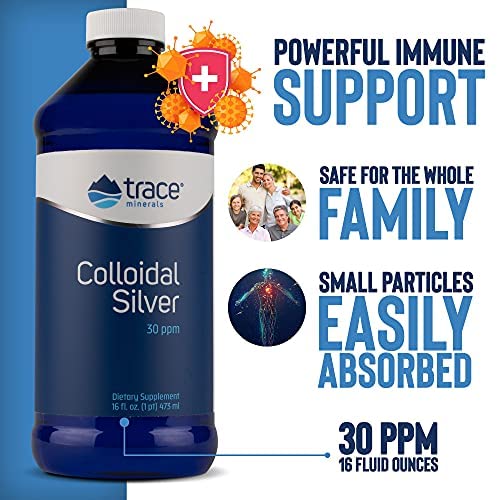 POWERFUL IMMUNE
SUPPORT
SAFE FOR THE WHOLE
FAMILY
SMALL PARTICLES
EASILY
ABSORBED
30 PPM
16 FLUID OUNCES
trace®
minerals
Colloidal
Silver
30 ppm
Dietary Supplement
16 fl. oz. (1 pt) 473 ml